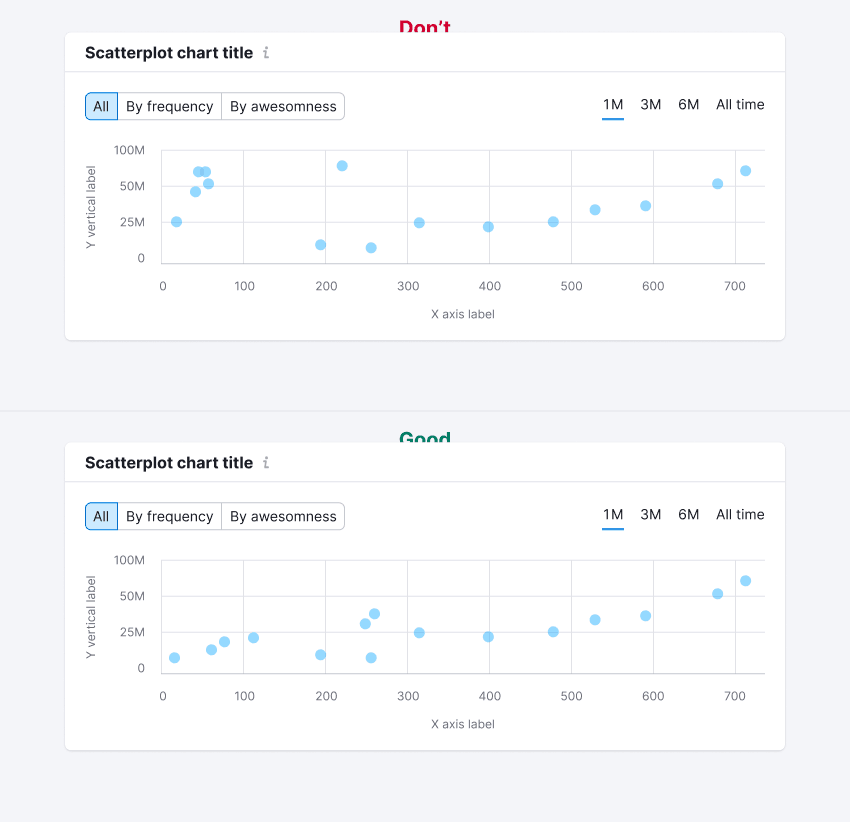 Don't
Scatterplot chart title i
All By frequency By awesomness 1M 3M 6M All time
Y vertical label
100M
50M
25M
0
0 100 200 300 400 500 600 700
X axis label
Good
Scatterplot chart title i
All By frequency By awesomness 1M 3M 6M All time
Y vertical label
100M
50M
25M
0
0 100 200 300 400 500 600 700
X axis label